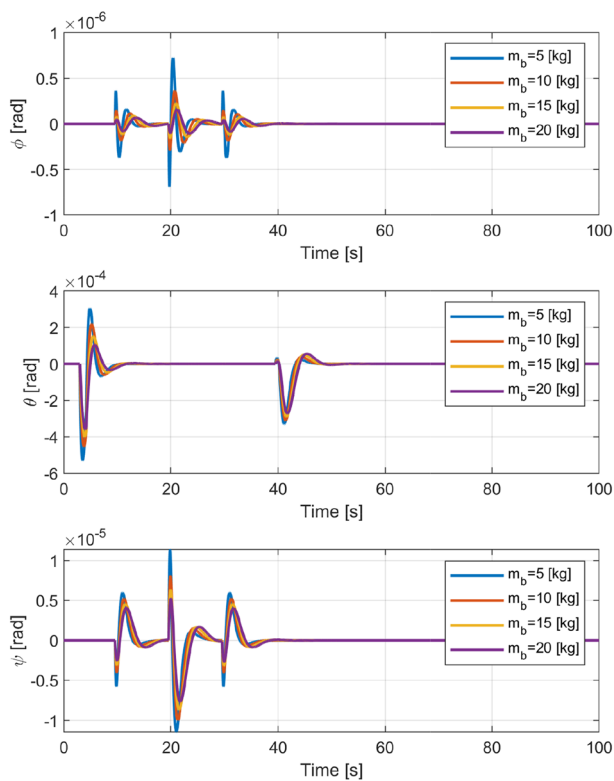 ×10⁻⁶
1
0.5
0
-0.5
-1
ϕ [rad]
0 20 40 60 80 100
Time [s]
m_b=5 [kg]
m_b=10 [kg]
m_b=15 [kg]
m_b=20 [kg]
×10⁻⁴
4
2
0
-2
-4
-6
θ [rad]
0 20 40 60 80 100
Time [s]
m_b=5 [kg]
m_b=10 [kg]
m_b=15 [kg]
m_b=20 [kg]
×10⁻⁵
1
0.5
0
-0.5
-1
ψ [rad]
0 20 40 60 80 100
Time [s]
m_b=5 [kg]
m_b=10 [kg]
m_b=15 [kg]
m_b=20 [kg]